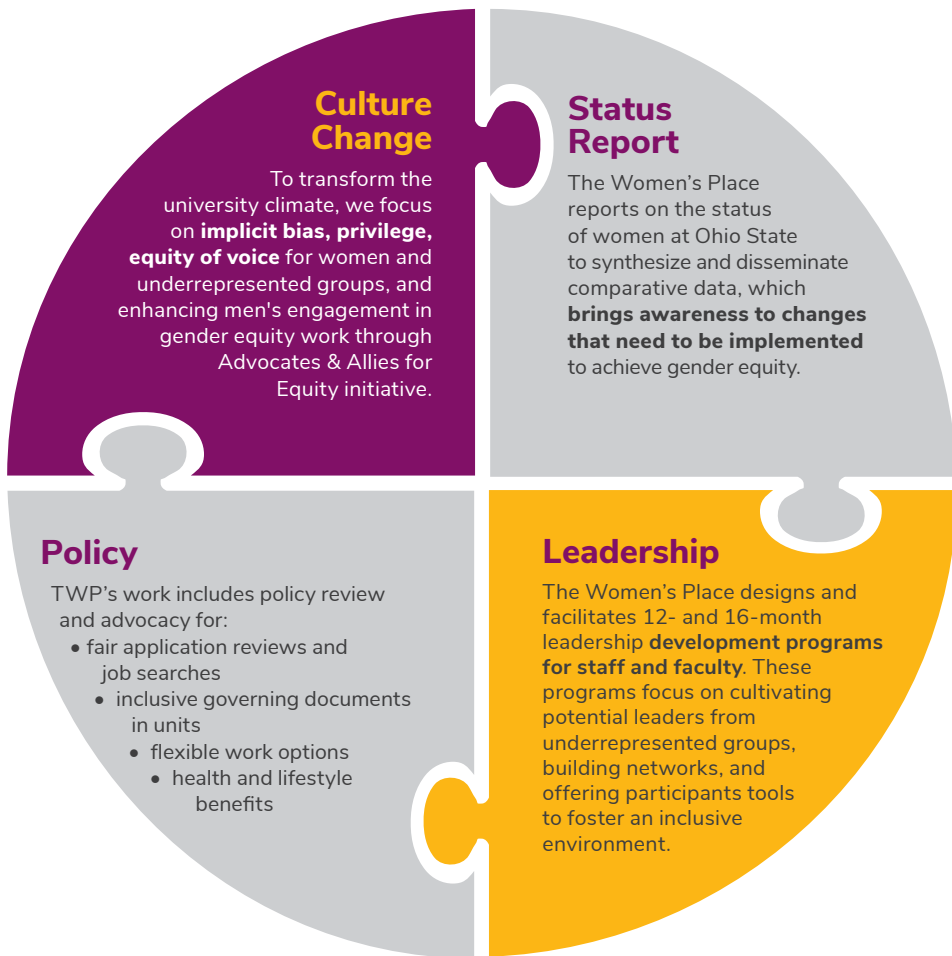 Culture
Change
To transform the
university climate, we focus
on implicit bias, privilege,
equity of voice for women and
underrepresented groups, and
enhancing men's engagement in
gender equity work through
Advocates & Allies for
Equity initiative.
Status
Report
The Women’s Place
reports on the status
of women at Ohio State
to synthesize and disseminate
comparative data, which
brings awareness to changes
that need to be implemented
to achieve gender equity.
Policy
TWP’s work includes policy review
and advocacy for:
• fair application reviews and
job searches
• inclusive governing documents
in units
• flexible work options
• health and lifestyle
benefits
Leadership
The Women’s Place designs and
facilitates 12- and 16-month
leadership development programs
for staff and faculty. These
programs focus on cultivating
potential leaders from
underrepresented groups,
building networks, and
offering participants tools
to foster an inclusive
environment.